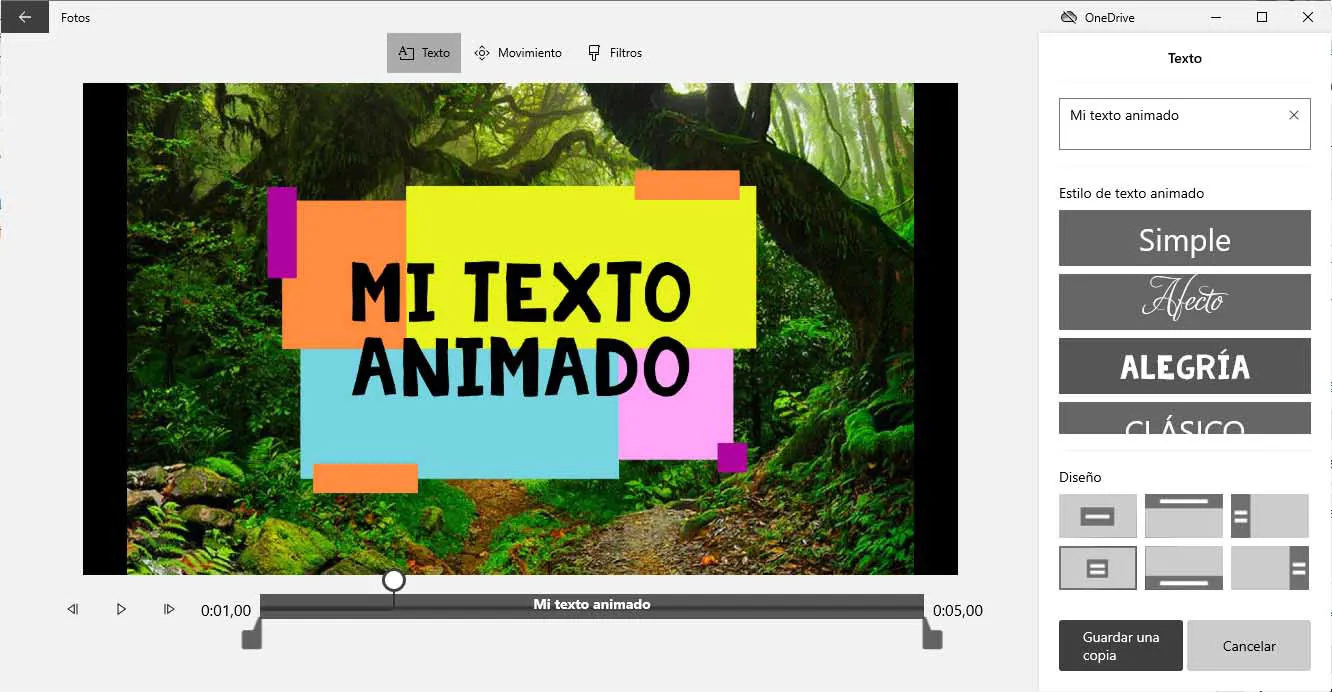 Fotos
OneDrive
Texto
Movimiento
Filtros
Texto
Mi texto animado
Estilo de texto animado
Simple
Afecto
ALEGRÍA
CLÁSICO
MI TEXTO
ANIMADO
Diseño
0:01,00
Mi texto animado
0:05,00
Guardar una
copia
Cancelar